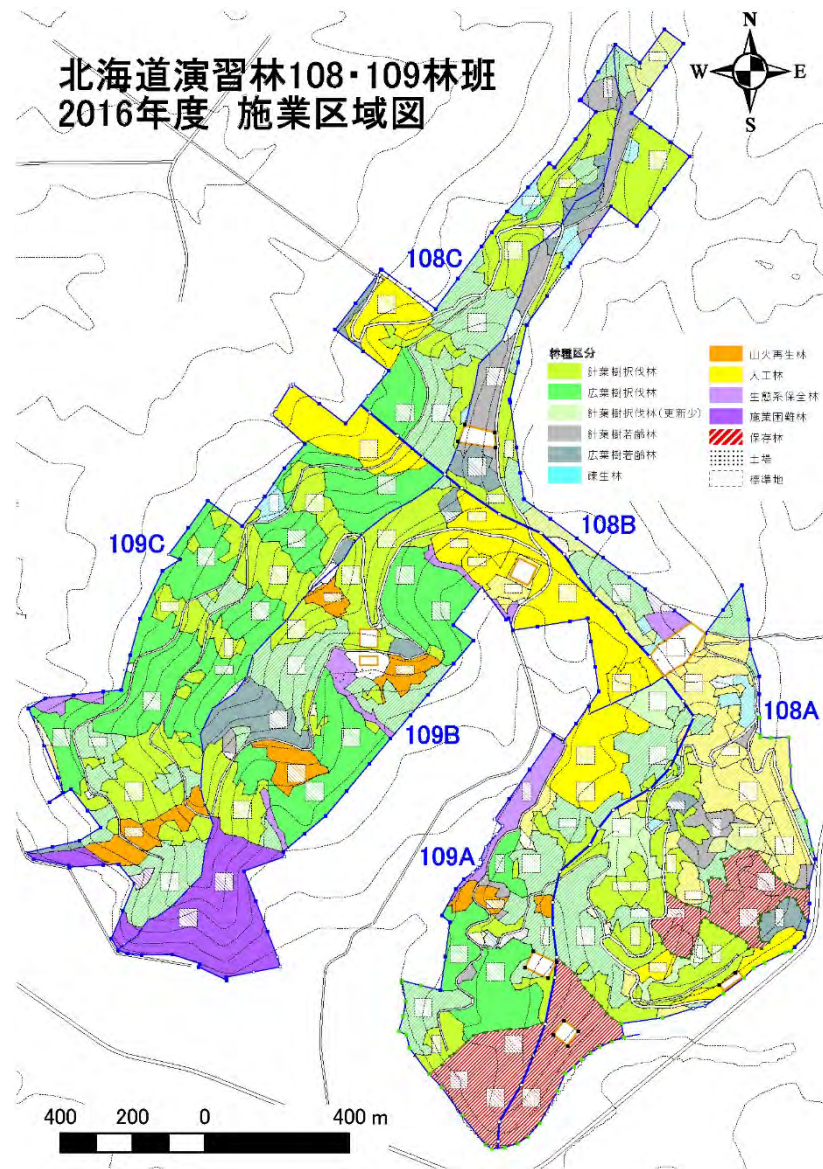 北海道演習林108・109林班
2016年度 施業区域図
N
W
E
S
108C
林種区分
針葉樹択伐林
広葉樹択伐林
針葉樹択伐林(更新少)
針葉樹若齢林
広葉樹若齢林
疎生林
山火再生林
人工林
生態系保全林
施業困難林
保存林
土場
標準地
108B
109C
108A
109B
109A
400 200 0 400 m